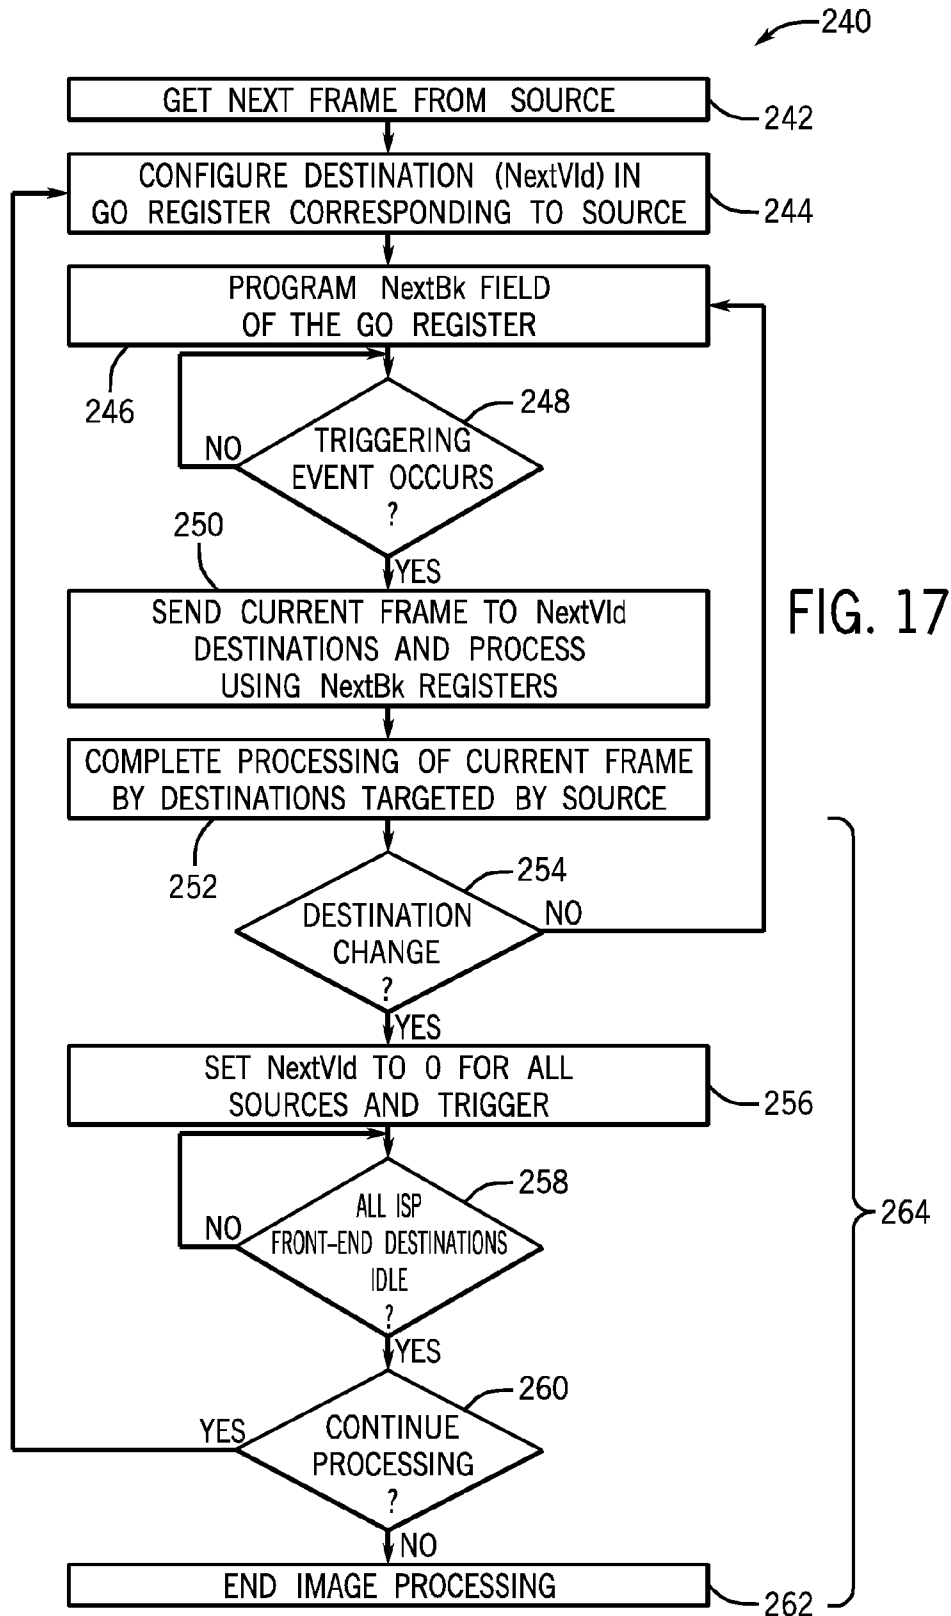 240
GET NEXT FRAME FROM SOURCE
242
CONFIGURE DESTINATION (NextVld) IN
GO REGISTER CORRESPONDING TO SOURCE
244
PROGRAM NextBk FIELD
OF THE GO REGISTER
246
248
TRIGGERING
EVENT OCCURS
?
NO
YES
250
SEND CURRENT FRAME TO NextVld
DESTINATIONS AND PROCESS
USING NextBk REGISTERS
FIG. 17
COMPLETE PROCESSING OF CURRENT FRAME
BY DESTINATIONS TARGETED BY SOURCE
252
254
DESTINATION
CHANGE
?
NO
YES
SET NextVld TO 0 FOR ALL
SOURCES AND TRIGGER
256
258
ALL ISP
FRONT-END DESTINATIONS
IDLE
?
NO
YES
264
260
CONTINUE
PROCESSING
?
YES
NO
END IMAGE PROCESSING
262